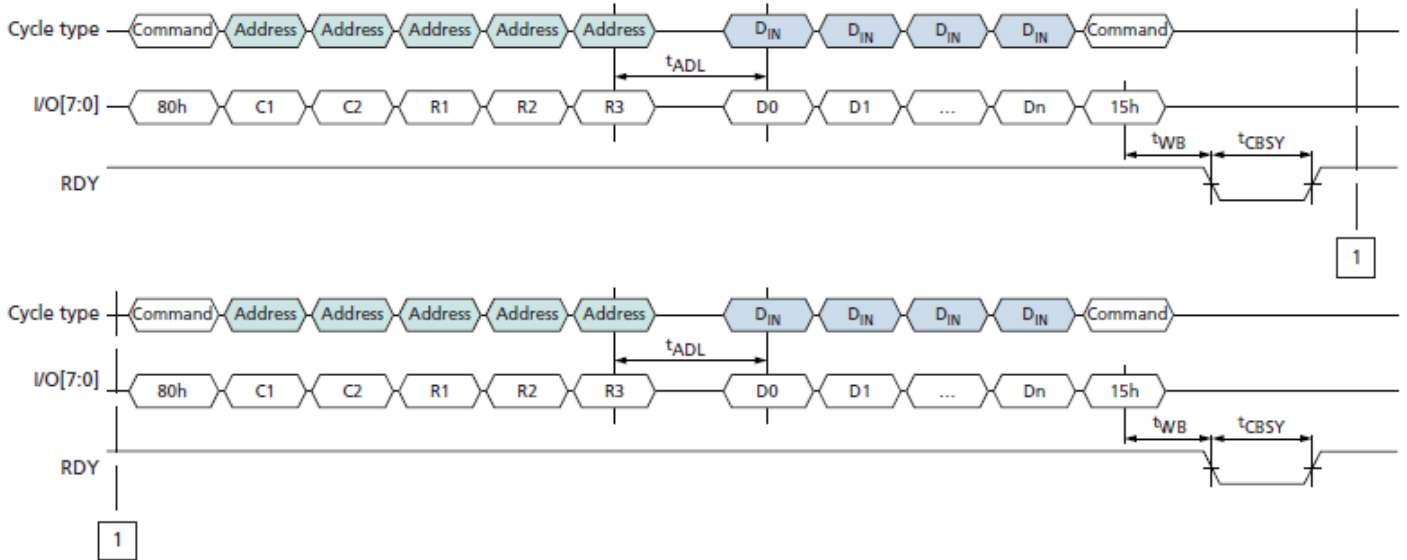 Cycle type Command Address Address Address Address Address DIN DIN DIN DIN Command
tADL
I/O[7:0] 80h C1 C2 R1 R2 R3 D0 D1 ... Dn 15h
tWB tCBSY
RDY
1
Cycle type Command Address Address Address Address Address DIN DIN DIN DIN Command
tADL
I/O[7:0] 80h C1 C2 R1 R2 R3 D0 D1 ... Dn 15h
tWB tCBSY
RDY
1